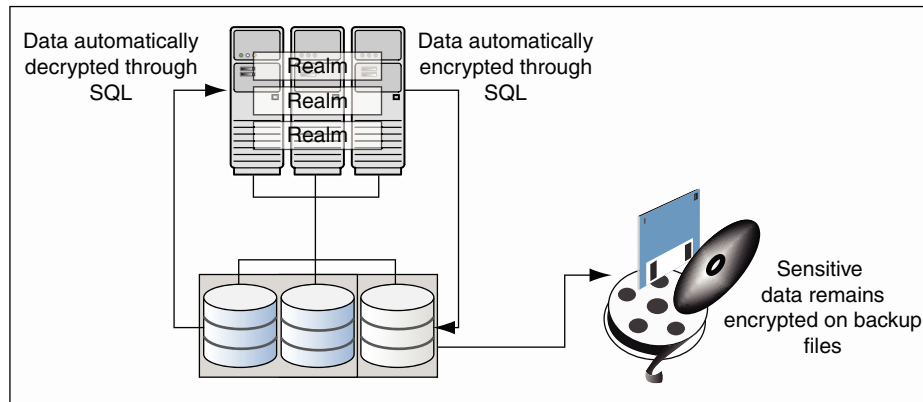 Data automatically
decrypted through
SQL
Realm
Realm
Realm
Data automatically
encrypted through
SQL
Sensitive
data remains
encrypted on backup
files